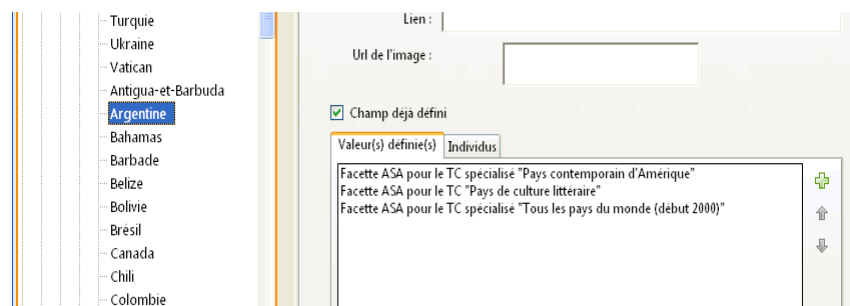 Turquie
Ukraine
Vatican
Antigua-et-Barbuda
Argentine
Bahamas
Barbade
Belize
Bolivie
Brésil
Canada
Chili
Colombie
Lien :
Url de l'image :
Champ déjà défini
Valeur(s) définie(s) Individus
Facette ASA pour le TC spécialisé "Pays contemporain d'Amérique"
Facette ASA pour le TC "Pays de culture littéraire"
Facette ASA pour le TC spécialisé "Tous les pays du monde (début 2000)"